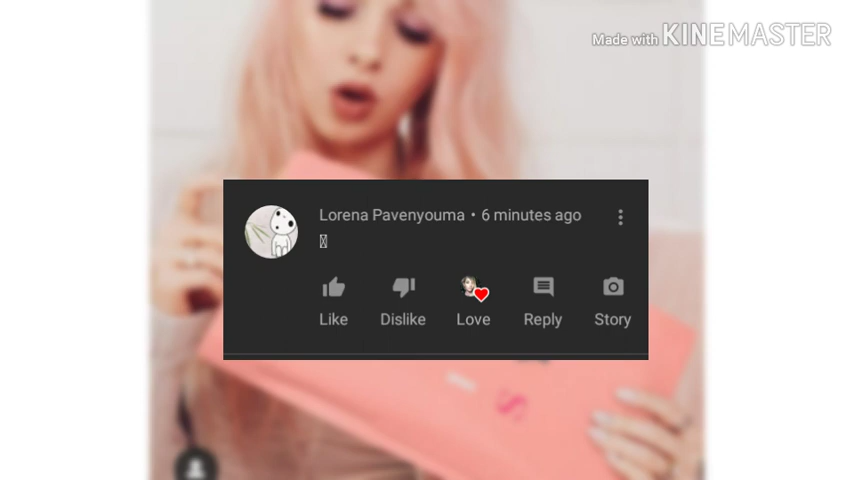 Made with KINEMASTER
Lorena Pavenyouma • 6 minutes ago
Like Dislike Love Reply Story
S